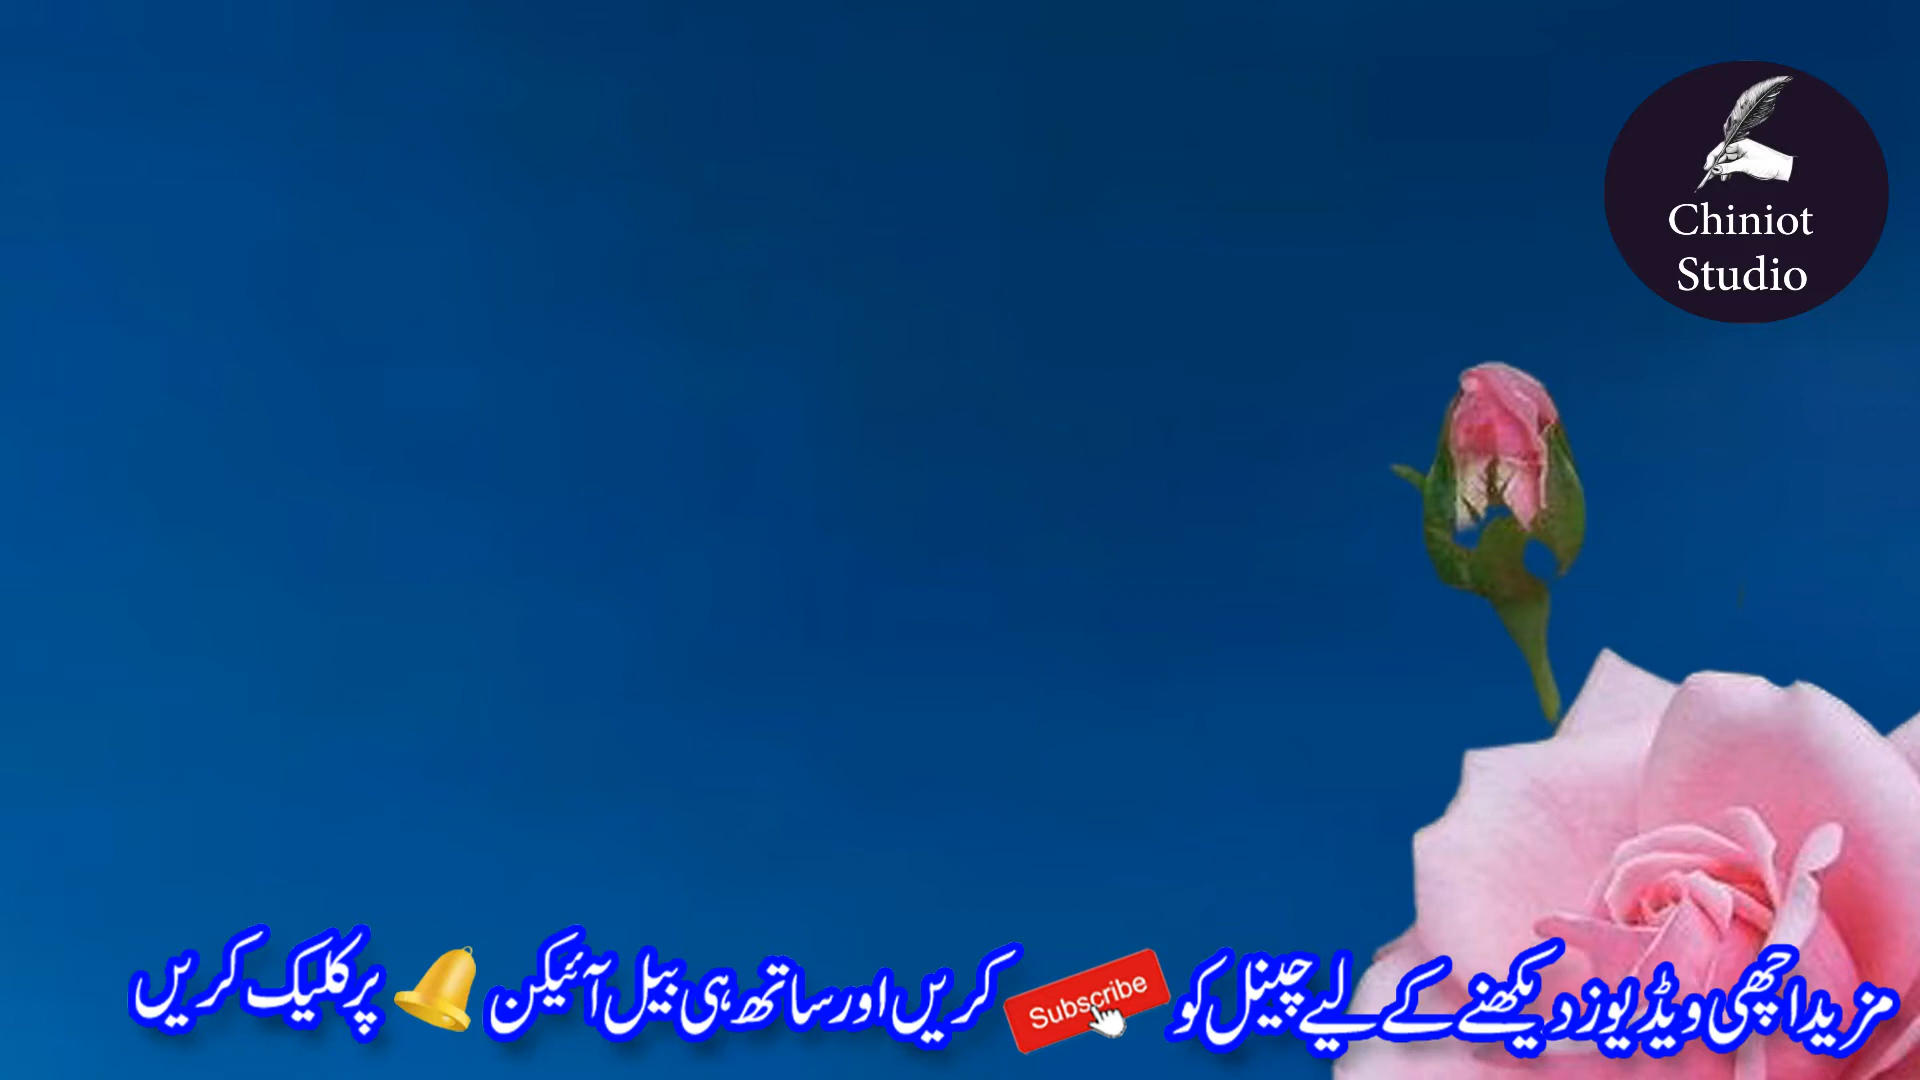 Chiniot
Studio
مزید اچھی ویڈیوز دیکھنے کے لیے چینل کو Subscribe کریں اور ساتھ ہی بیل آئیکن پر کلیک کریں